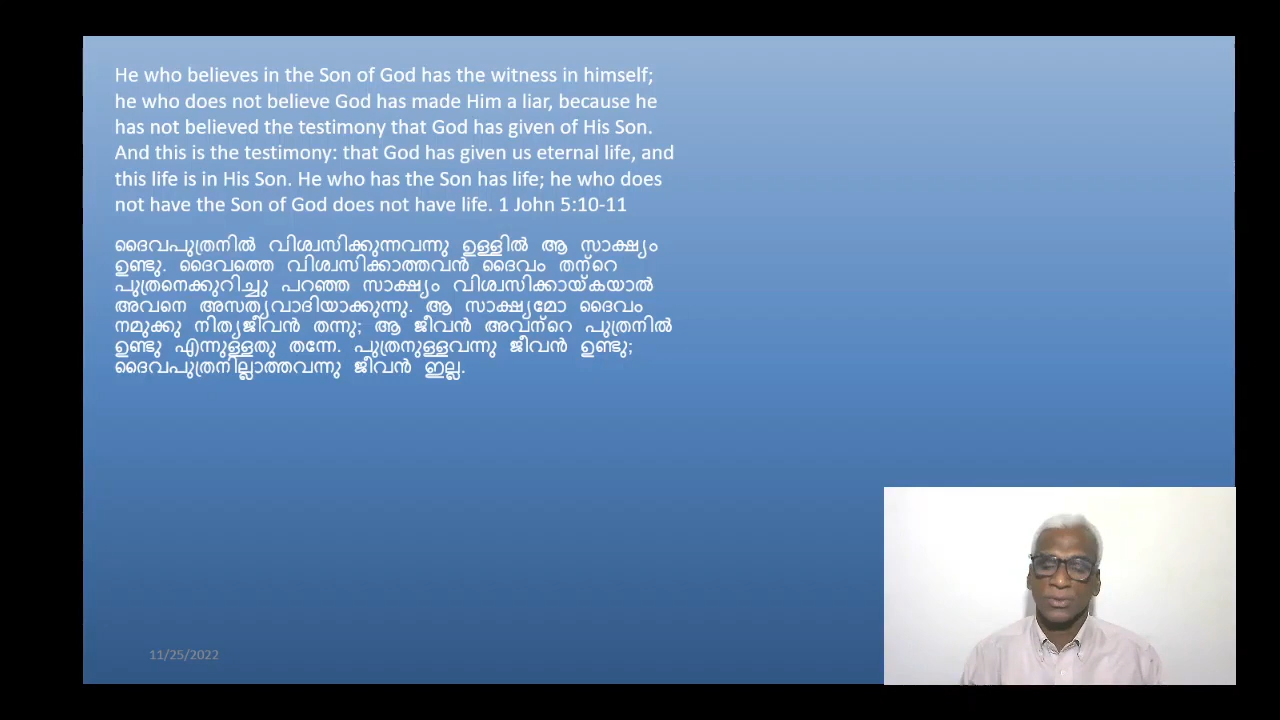 He who believes in the Son of God has the witness in himself;
he who does not believe God has made Him a liar, because he
has not believed the testimony that God has given of His Son.
And this is the testimony: that God has given us eternal life, and
this life is in His Son. He who has the Son has life; he who does
not have the Son of God does not have life. 1 John 5:10-11
ദൈവപുത്രനിൽ വിശ്വസിക്കുന്നവന്നു ഉള്ളിൽ ആ സാക്ഷ്യം
ഉണ്ടു. ദൈവത്തെ വിശ്വസിക്കാത്തവൻ ദൈവം തന്റെ
പുത്രനെക്കുറിച്ചു പറഞ്ഞ സാക്ഷ്യം വിശ്വസിക്കായ്കയാൽ
അവനെ അസത്യവാദിയാക്കുന്നു. ആ സാക്ഷ്യമോ ദൈവം
നമുക്കു നിത്യജീവൻ തന്നു; ആ ജീവൻ അവന്റെ പുത്രനിൽ
ഉണ്ടു എന്നുള്ളതു തന്നേ. പുത്രനുള്ളവന്നു ജീവൻ ഉണ്ടു;
ദൈവപുത്രനില്ലാത്തവന്നു ജീവൻ ഇല്ല.
11/25/2022